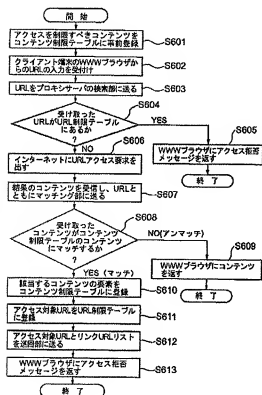 開始
アクセスを制限すべきコンテンツを
コンテンツ制限テーブルに事前登録
S601
クライアント端末のWWWブラウザか
らのURLの入力を受付け
S602
URLをプロキシサーバの検索部に送る
S603
S604
受け取った
URLがURL制限テーブル
にあるか
?
YES
S605
WWWブラウザにアクセス拒否
メッセージを返す
終了
NO
S606
インターネットにURLアクセス要求を
出す
結果のコンテンツを受信し、URLと
ともにマッチング部に送る
S607
S608
受け取った
コンテンツがコンテンツ
制限テーブルのコンテンツ
にマッチするか
?
NO(アンマッチ)
S609
WWWブラウザにコンテンツ
を返す
終了
YES(マッチ)
該当するコンテンツの要素を
コンテンツ制限テーブルに登録
S610
アクセス対象URLをURL制限テーブル
に登録
S611
アクセス対象URLとリンクURLリスト
を巡回部に送る
S612
WWWブラウザにアクセス拒否
メッセージを返す
S613
終了